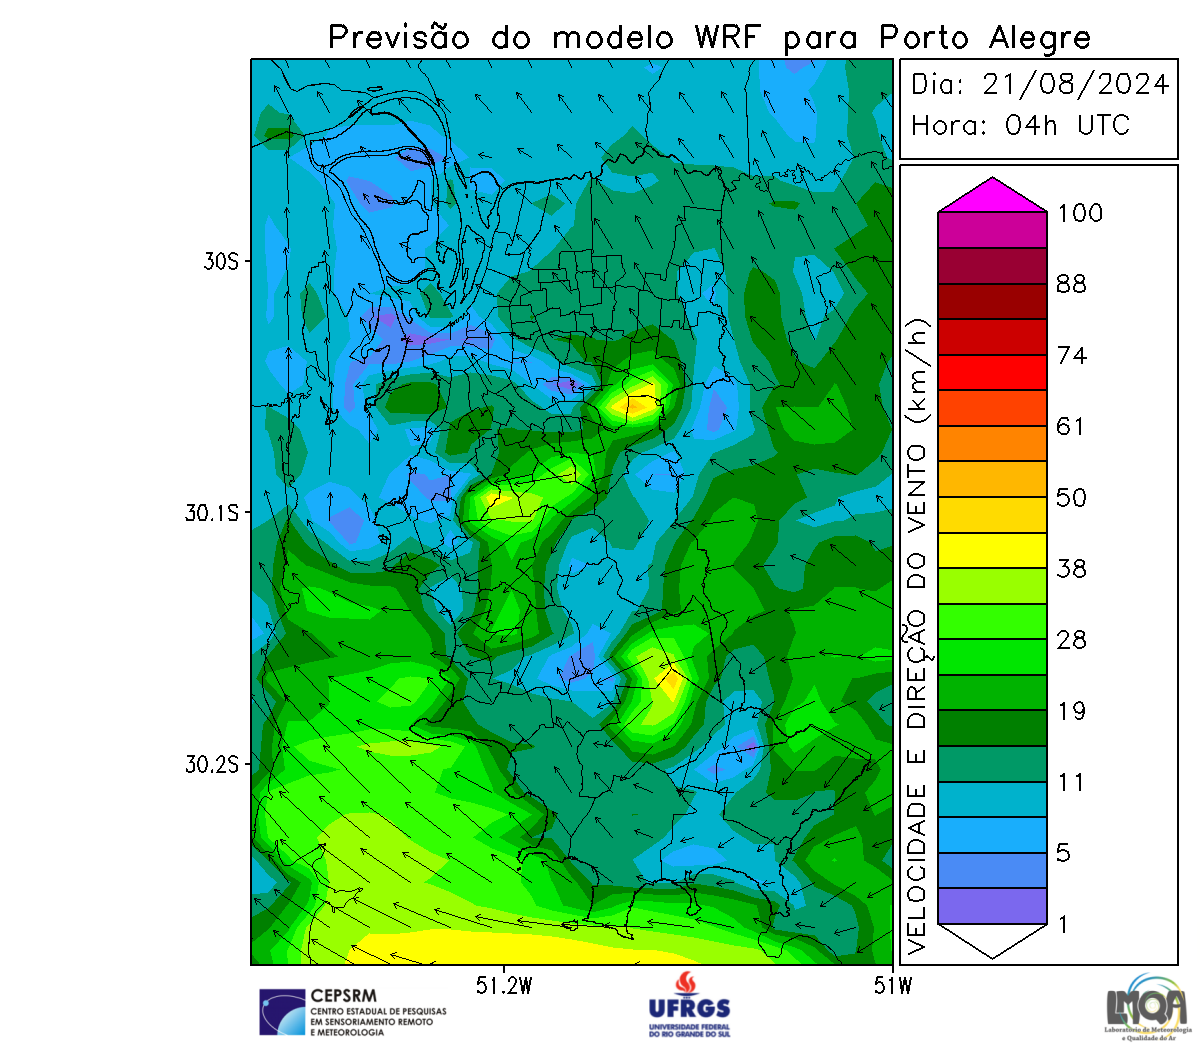 Previsão do modelo WRF para Porto Alegre
Dia: 21/08/2024
Hora: 04h UTC
100
88
74
61
50
38
28
19
11
5
1
VELOCIDADE E DIREÇÃO DO VENTO (km/h)
30S
30.1S
30.2S
51.2W
51W
CEPSRM
CENTRO ESTADUAL DE PESQUISAS
EM SENSORIAMENTO REMOTO
E METEOROLOGIA
UFRGS
UNIVERSIDADE FEDERAL
DO RIO GRANDE DO SUL
LMQA
Laboratório de Meteorologia
e Qualidade do Ar